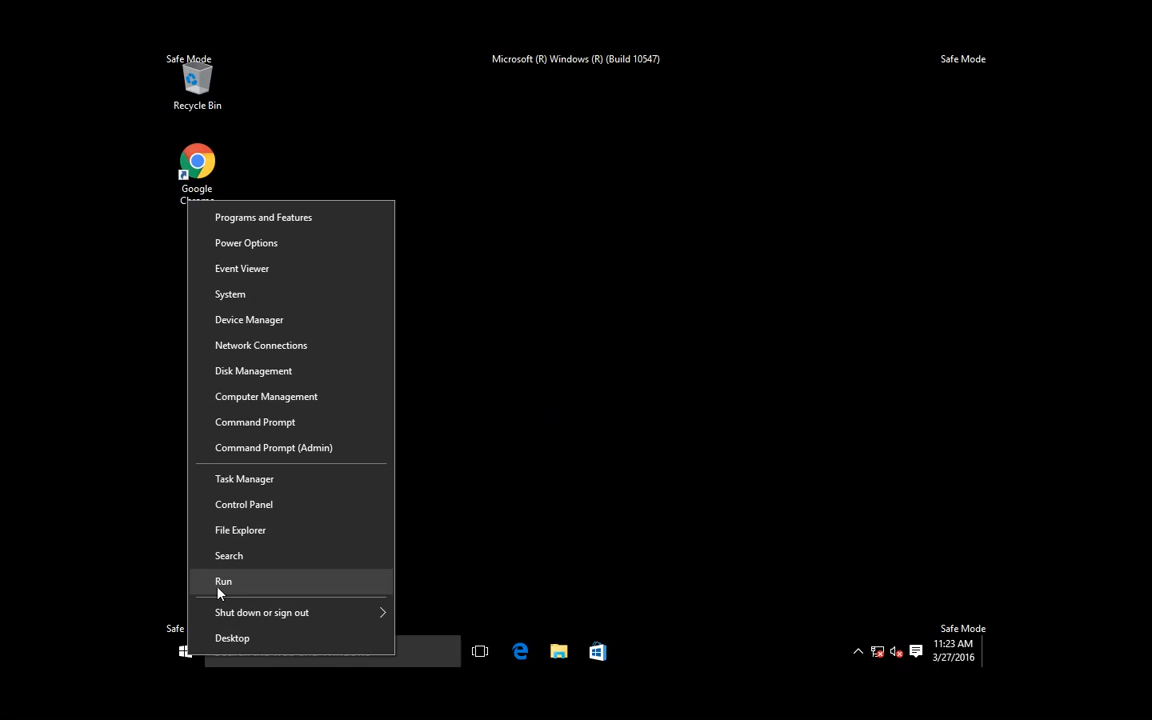 Safe Mode
Microsoft (R) Windows (R) (Build 10547)
Safe Mode
Recycle Bin
Google
Programs and Features
Power Options
Event Viewer
System
Device Manager
Network Connections
Disk Management
Computer Management
Command Prompt
Command Prompt (Admin)
Task Manager
Control Panel
File Explorer
Search
Run
Shut down or sign out
Desktop
Safe
Safe Mode
11:23 AM
3/27/2016